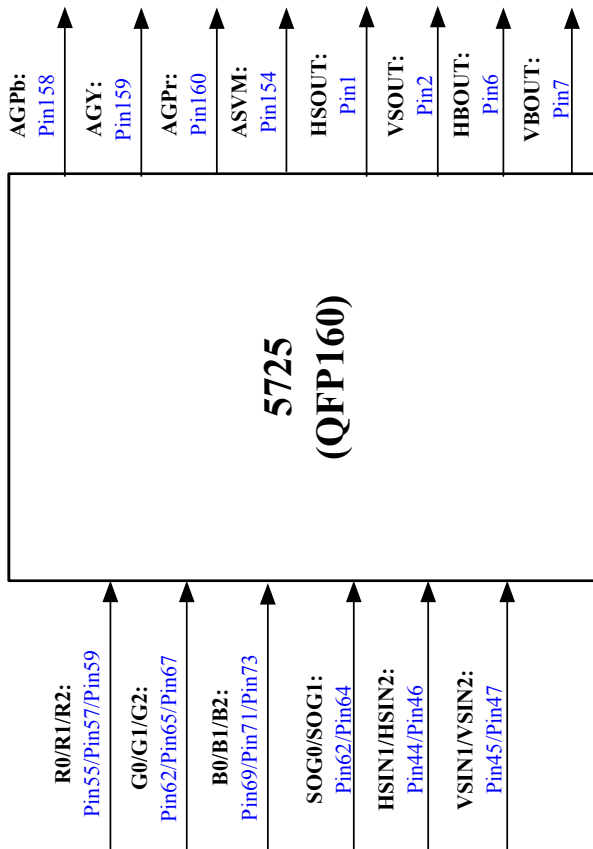 AGPb:
Pin158
AGY:
Pin159
AGPr:
Pin160
ASVM:
Pin154
HSOUT:
Pin1
VSOUT:
Pin2
HBOUT:
Pin6
VBOUT:
Pin7
5725
(QFP160)
R0/R1/R2:
Pin55/Pin57/Pin59
G0/G1/G2:
Pin62/Pin65/Pin67
B0/B1/B2:
Pin69/Pin71/Pin73
SOG0/SOG1:
Pin62/Pin64
HSIN1/HSIN2:
Pin44/Pin46
VSIN1/VSIN2:
Pin45/Pin47